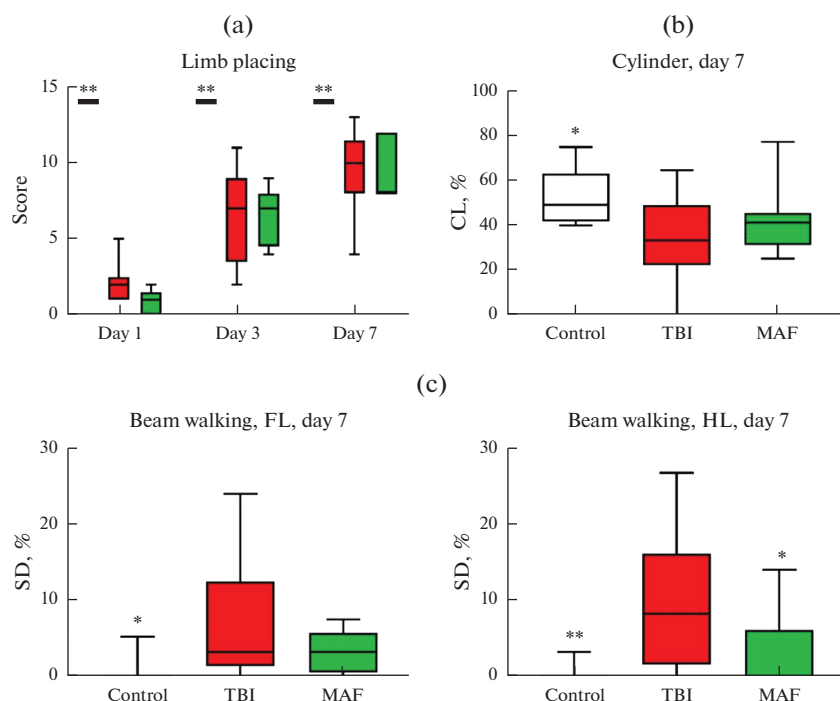 (a)
Limb placing
**
**
**
15
10
5
0
Score
Day 1
Day 3
Day 7
(b)
Cylinder, day 7
100
80
60
40
20
0
CL, %
*
Control
TBI
MAF
(c)
Beam walking, FL, day 7
30
20
10
0
SD, %
*
Control
TBI
MAF
Beam walking, HL, day 7
30
20
10
0
SD, %
**
*
Control
TBI
MAF